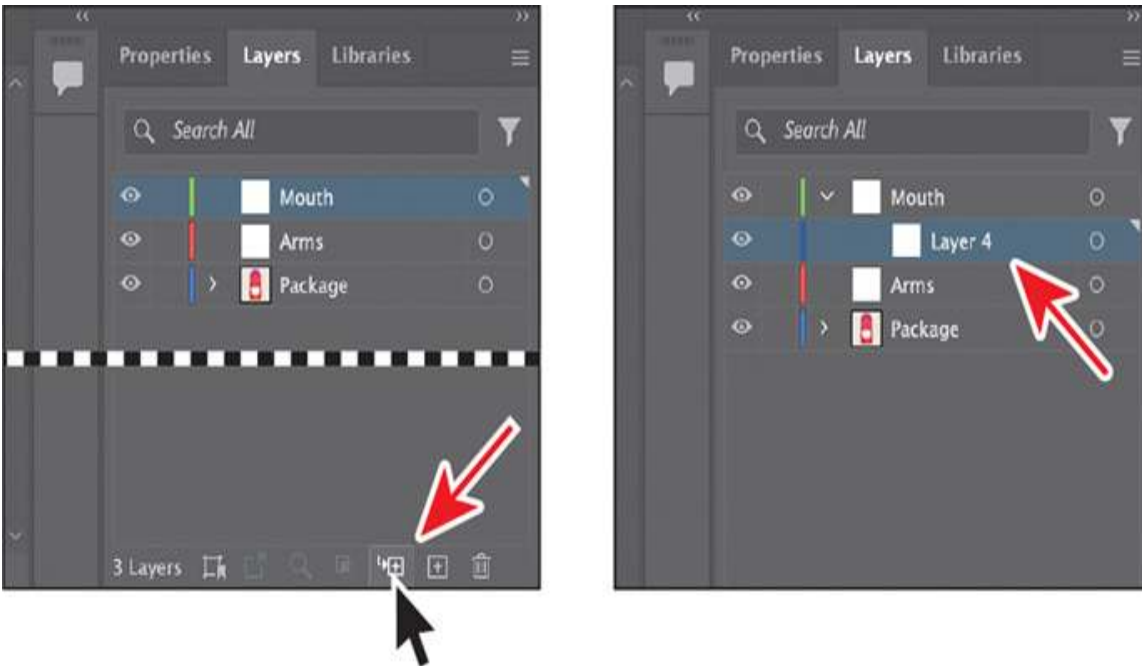 Properties Layers Libraries
Search All
Mouth
Arms
Package
3 Layers
Properties Layers Libraries
Search All
Mouth
Layer 4
Arms
Package